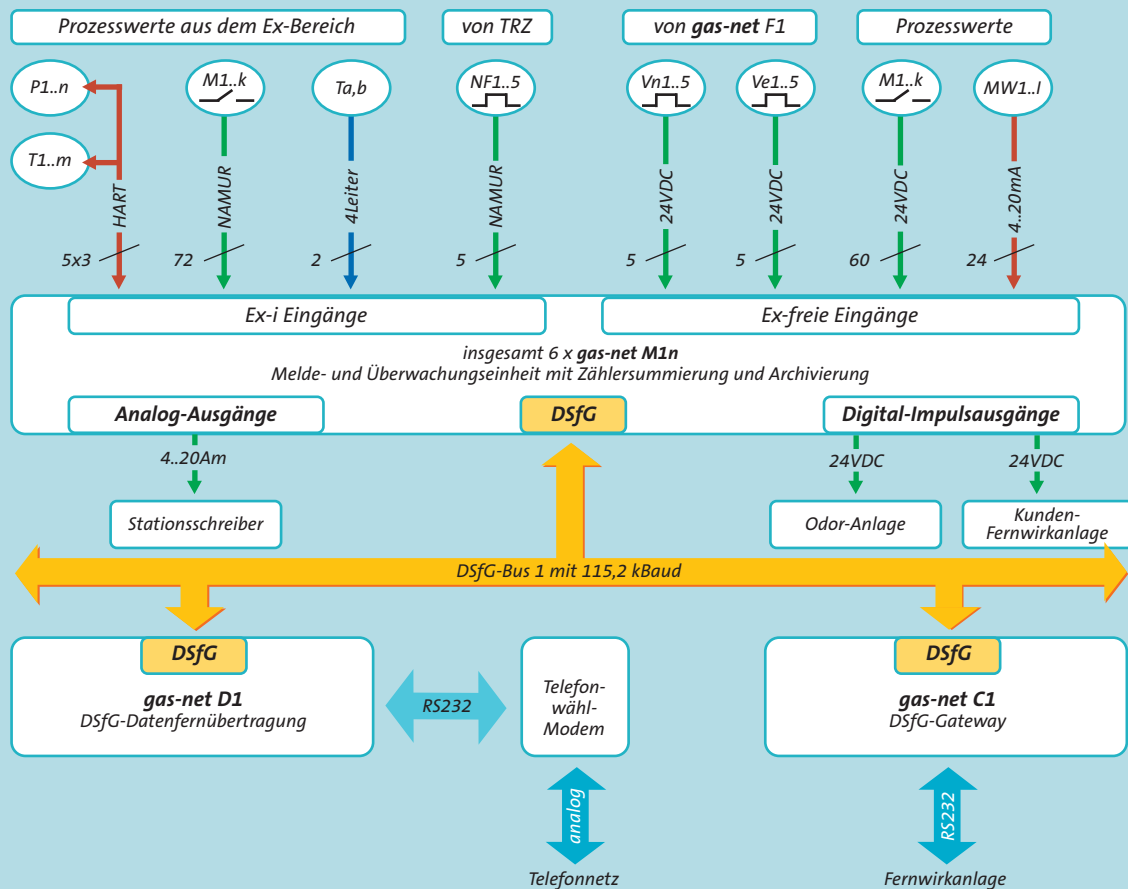 Prozesswerte aus dem Ex-Bereich
von TRZ
von gas-net F1
Prozesswerte
P1..n
M1..k
Ta,b
NF1..5
Vn1..5
Ve1..5
M1..k
MW1..l
T1..m
HART
NAMUR
4Leiter
NAMUR
24VDC
24VDC
24VDC
4..20mA
5x3
72
2
5
5
5
60
24
Ex-i Eingänge
Ex-freie Eingänge
insgesamt 6 x gas-net M1n
Melde- und Überwachungseinheit mit Zählersummierung und Archivierung
Analog-Ausgänge
DSfG
Digital-Impulsausgänge
4..20Am
24VDC
24VDC
Stationsschreiber
Odor-Anlage
Kunden-
Fernwirkanlage
DSfG-Bus 1 mit 115,2 kBaud
DSfG
gas-net D1
DSfG-Datenfernübertragung
RS232
Telefon-
wähl-
Modem
DSfG
gas-net C1
DSfG-Gateway
analog
RS232
Telefonnetz
Fernwirkanlage